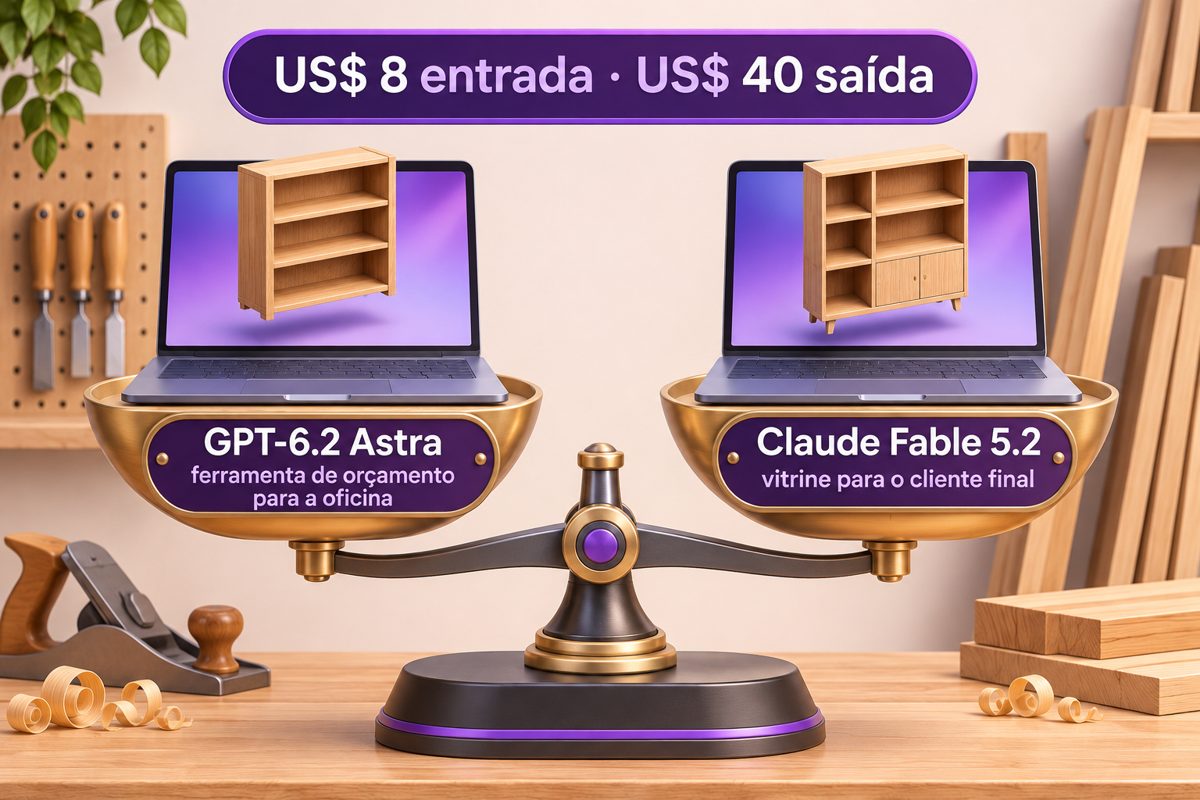 US$ 8 entrada · US$ 40 saída
GPT-6.2 Astra
ferramenta de orçamento
para a oficina
Claude Fable 5.2
vitrine para o cliente final